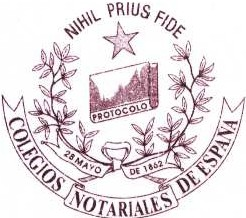 NIHIL PRIUS FIDE
PROTOCOLO
28 MAYO DE 1862
COLEGIOS NOTARIALES DE ESPAÑA